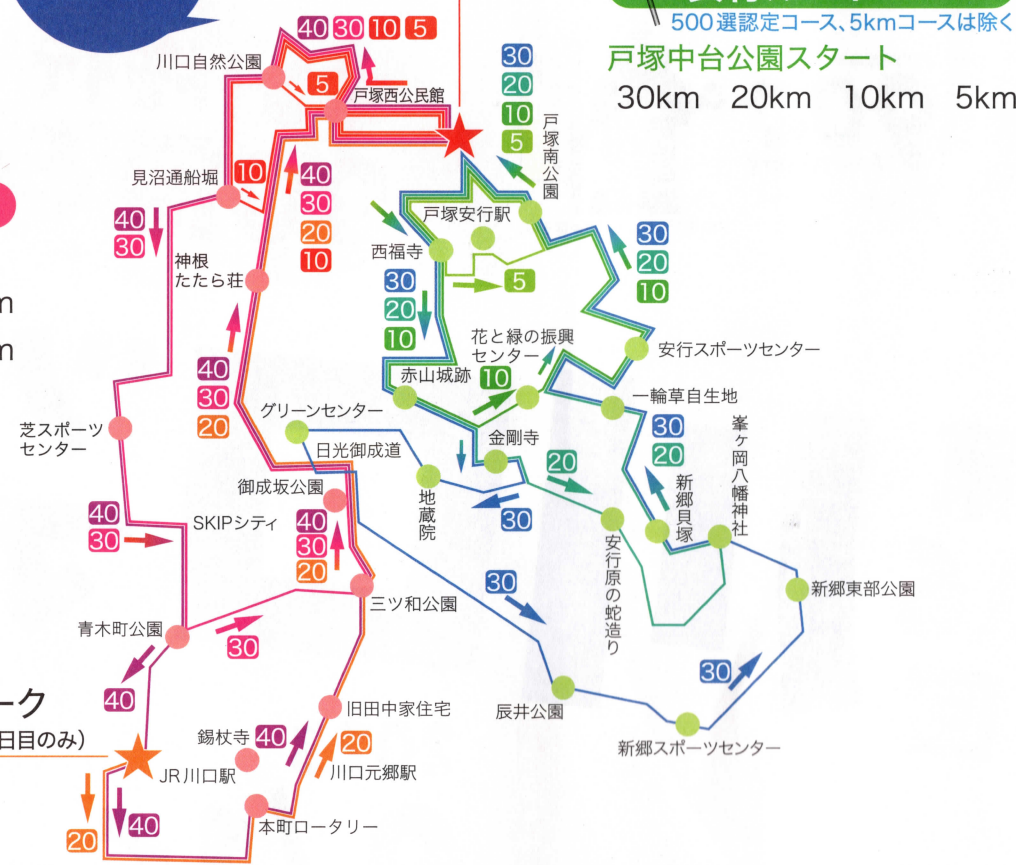 500選認定コース、5kmコースは除く
戸塚中台公園スタート
30km 20km 10km 5km
40 30 10 5
川口自然公園
5
戸塚西公民館
30
20
10
5
戸塚南公園
見沼通船堀
10
40
30
40
30
20
10
神根
たたら荘
戸塚安行駅
西福寺
5
30
20
10
30
20
10
花と緑の振興
センター
安行スポーツセンター
赤山城跡
10
40
30
20
グリーンセンター
一輪草自生地
30
20
峯ヶ岡八幡神社
芝スポーツ
センター
日光御成道
金剛寺
20
地蔵院
30
新郷貝塚
御成坂公園
SKIPシティ
40
30
40
30
20
安行原の蛇造り
30
三ツ和公園
新郷東部公園
青木町公園
30
40
30
辰井公園
新郷スポーツセンター
ーク
日目のみ）
旧田中家住宅
錫杖寺
40
20
JR川口駅
川口元郷駅
本町ロータリー
20
40
m
m